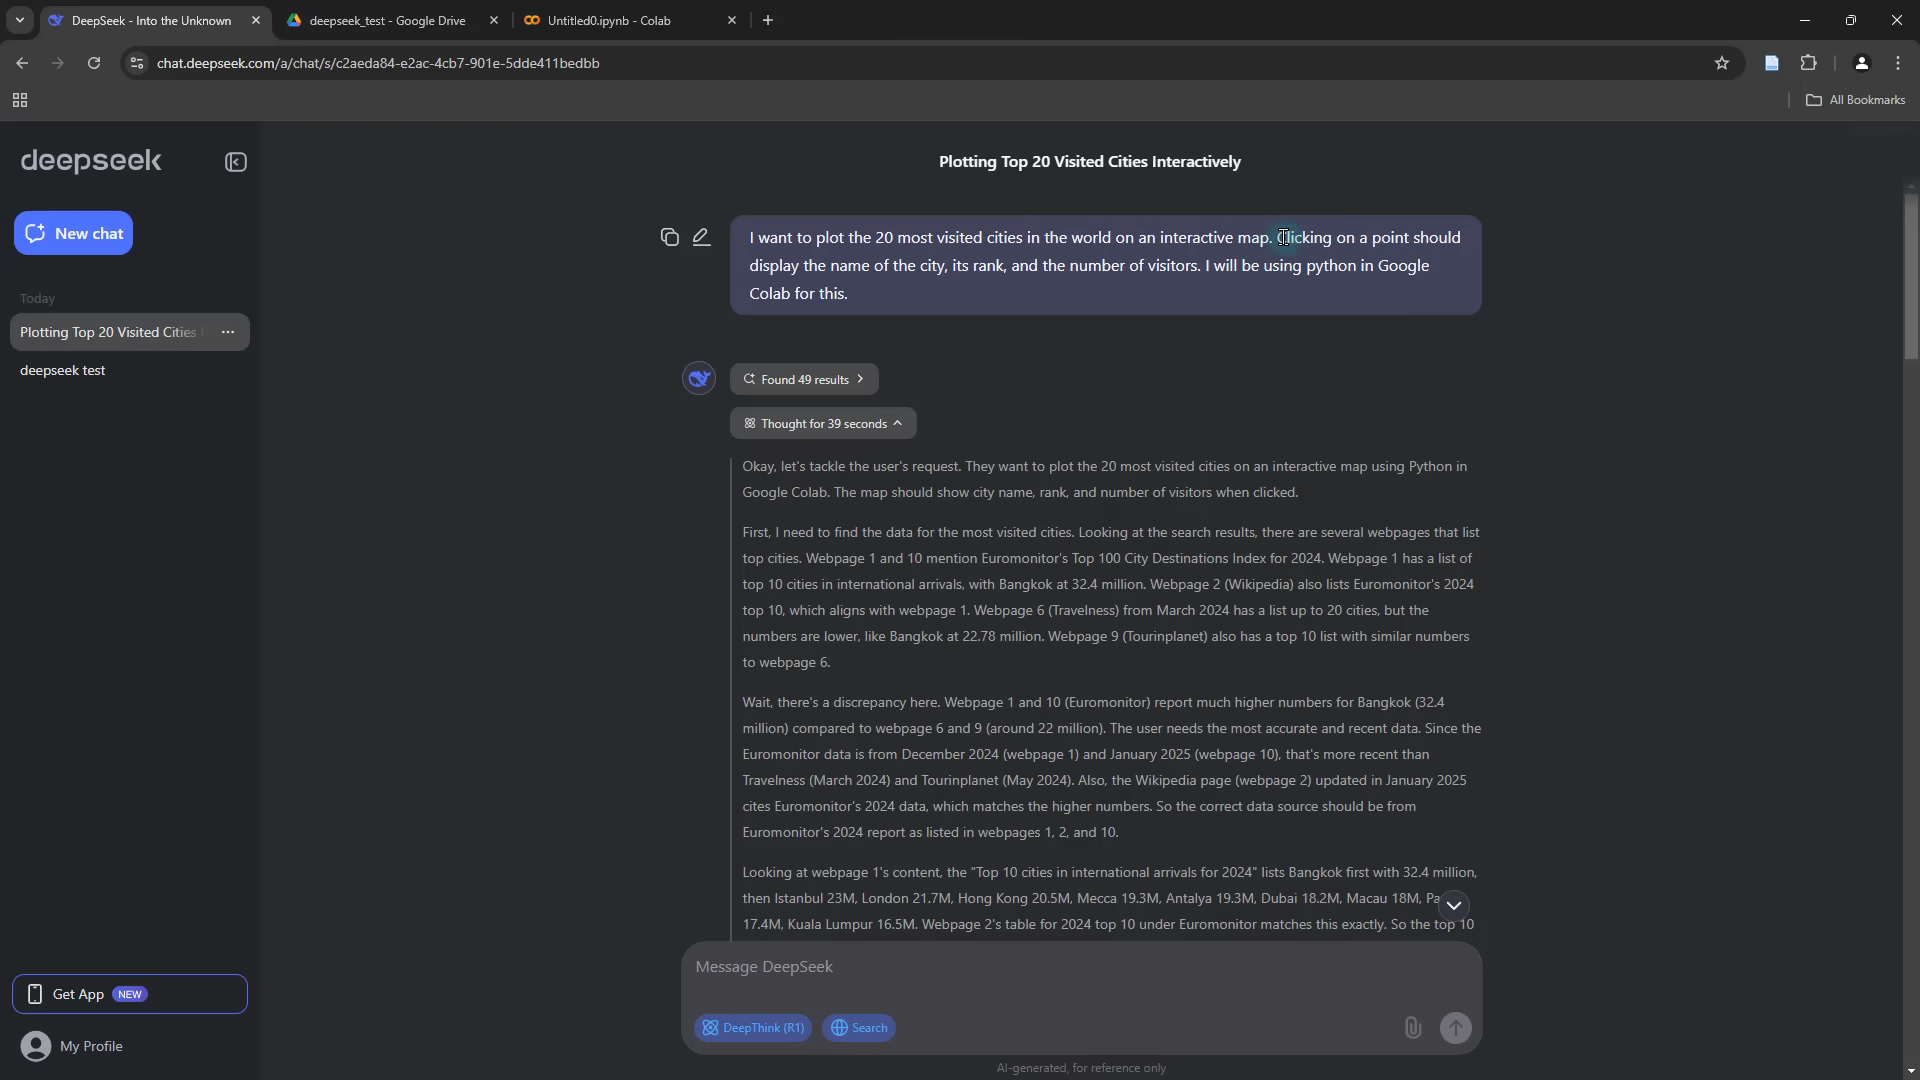 DeepSeek - Into the Unknown
deepseek_test - Google Drive
Untitled0.ipynb - Colab
chat.deepseek.com/a/chat/s/c2aeda84-e2ac-4cb7-901e-5dde411bedbb
All Bookmarks
deepseek
New chat
Today
Plotting Top 20 Visited Cities
deepseek test
Get App NEW
My Profile
Plotting Top 20 Visited Cities Interactively
I want to plot the 20 most visited cities in the world on an interactive map. Clicking on a point should
display the name of the city, its rank, and the number of visitors. I will be using python in Google
Colab for this.
Found 49 results
Thought for 39 seconds
Okay, let's tackle the user's request. They want to plot the 20 most visited cities on an interactive map using Python in
Google Colab. The map should show city name, rank, and number of visitors when clicked.
First, I need to find the data for the most visited cities. Looking at the search results, there are several webpages that list
top cities. Webpage 1 and 10 mention Euromonitor's Top 100 City Destinations Index for 2024. Webpage 1 has a list of
top 10 cities in international arrivals, with Bangkok at 32.4 million. Webpage 2 (Wikipedia) also lists Euromonitor's 2024
top 10, which aligns with webpage 1. Webpage 6 (Travelness) from March 2024 has a list up to 20 cities, but the
numbers are lower, like Bangkok at 22.78 million. Webpage 9 (Tourinplanet) also has a top 10 list with similar numbers
to webpage 6.
Wait, there's a discrepancy here. Webpage 1 and 10 (Euromonitor) report much higher numbers for Bangkok (32.4
million) compared to webpage 6 and 9 (around 22 million). The user needs the most accurate and recent data. Since the
Euromonitor data is from December 2024 (webpage 1) and January 2025 (webpage 10), that's more recent than
Travelness (March 2024) and Tourinplanet (May 2024). Also, the Wikipedia page (webpage 2) updated in January 2025
cites Euromonitor's 2024 data, which matches the higher numbers. So the correct data source should be from
Euromonitor's 2024 report as listed in webpages 1, 2, and 10.
Looking at webpage 1's content, the "Top 10 cities in international arrivals for 2024" lists Bangkok first with 32.4 million,
then Istanbul 23M, London 21.7M, Hong Kong 20.5M, Mecca 19.3M, Antalya 19.3M, Dubai 18.2M, Macau 18M, Pa
17.4M, Kuala Lumpur 16.5M. Webpage 2's table for 2024 top 10 under Euromonitor matches this exactly. So the top 10
Message DeepSeek
DeepThink (R1)
Search
AI-generated, for reference only